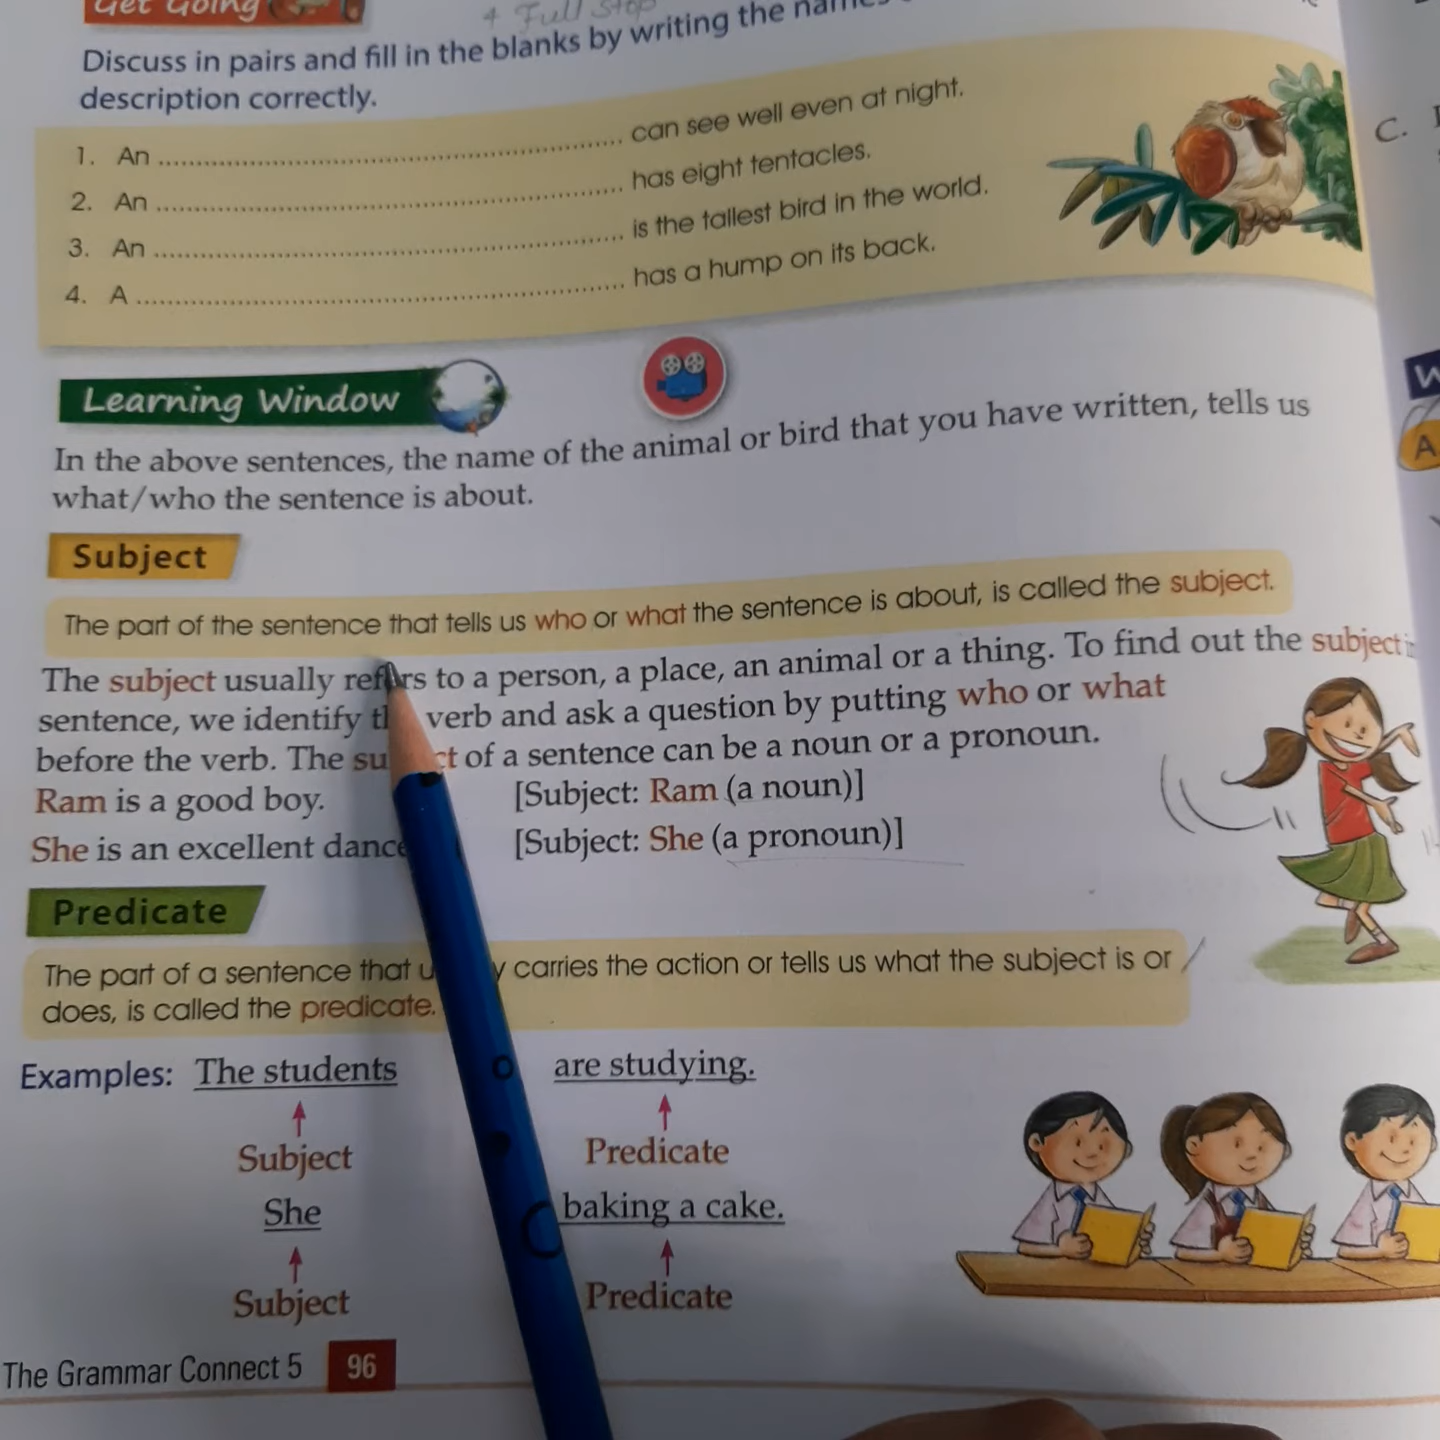 Get Going
4 Full Stop
Discuss in pairs and fill in the blanks by writing the names
description correctly.
1. An ............ can see well even at night.
2. An ............ has eight tentacles.
3. An ............ is the tallest bird in the world.
4. A ............ has a hump on its back.
C.
Learning Window
In the above sentences, the name of the animal or bird that you have written, tells us
what/who the sentence is about.
A
Subject
The part of the sentence that tells us who or what the sentence is about, is called the subject.
The subject usually refers to a person, a place, an animal or a thing. To find out the subject
sentence, we identify verb and ask a question by putting who or what
before the verb. The subject of a sentence can be a noun or a pronoun.
Ram is a good boy. [Subject: Ram (a noun)]
She is an excellent [Subject: She (a pronoun)]
Predicate
The part of a sentence that carries the action or tells us what the subject is or
does, is called the predicate.
Examples: The students are studying.
Subject Predicate
She baking a cake.
Subject Predicate
The Grammar Connect 5 96